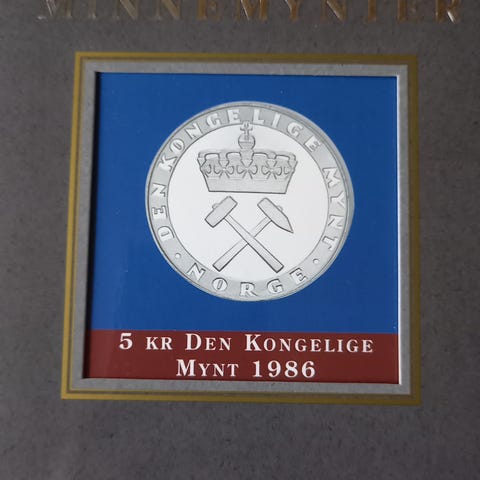 MINNEMYNTER
DEN KONGELIGE MYNT
· NORGE ·
5 KR DEN KONGELIGE
MYNT 1986